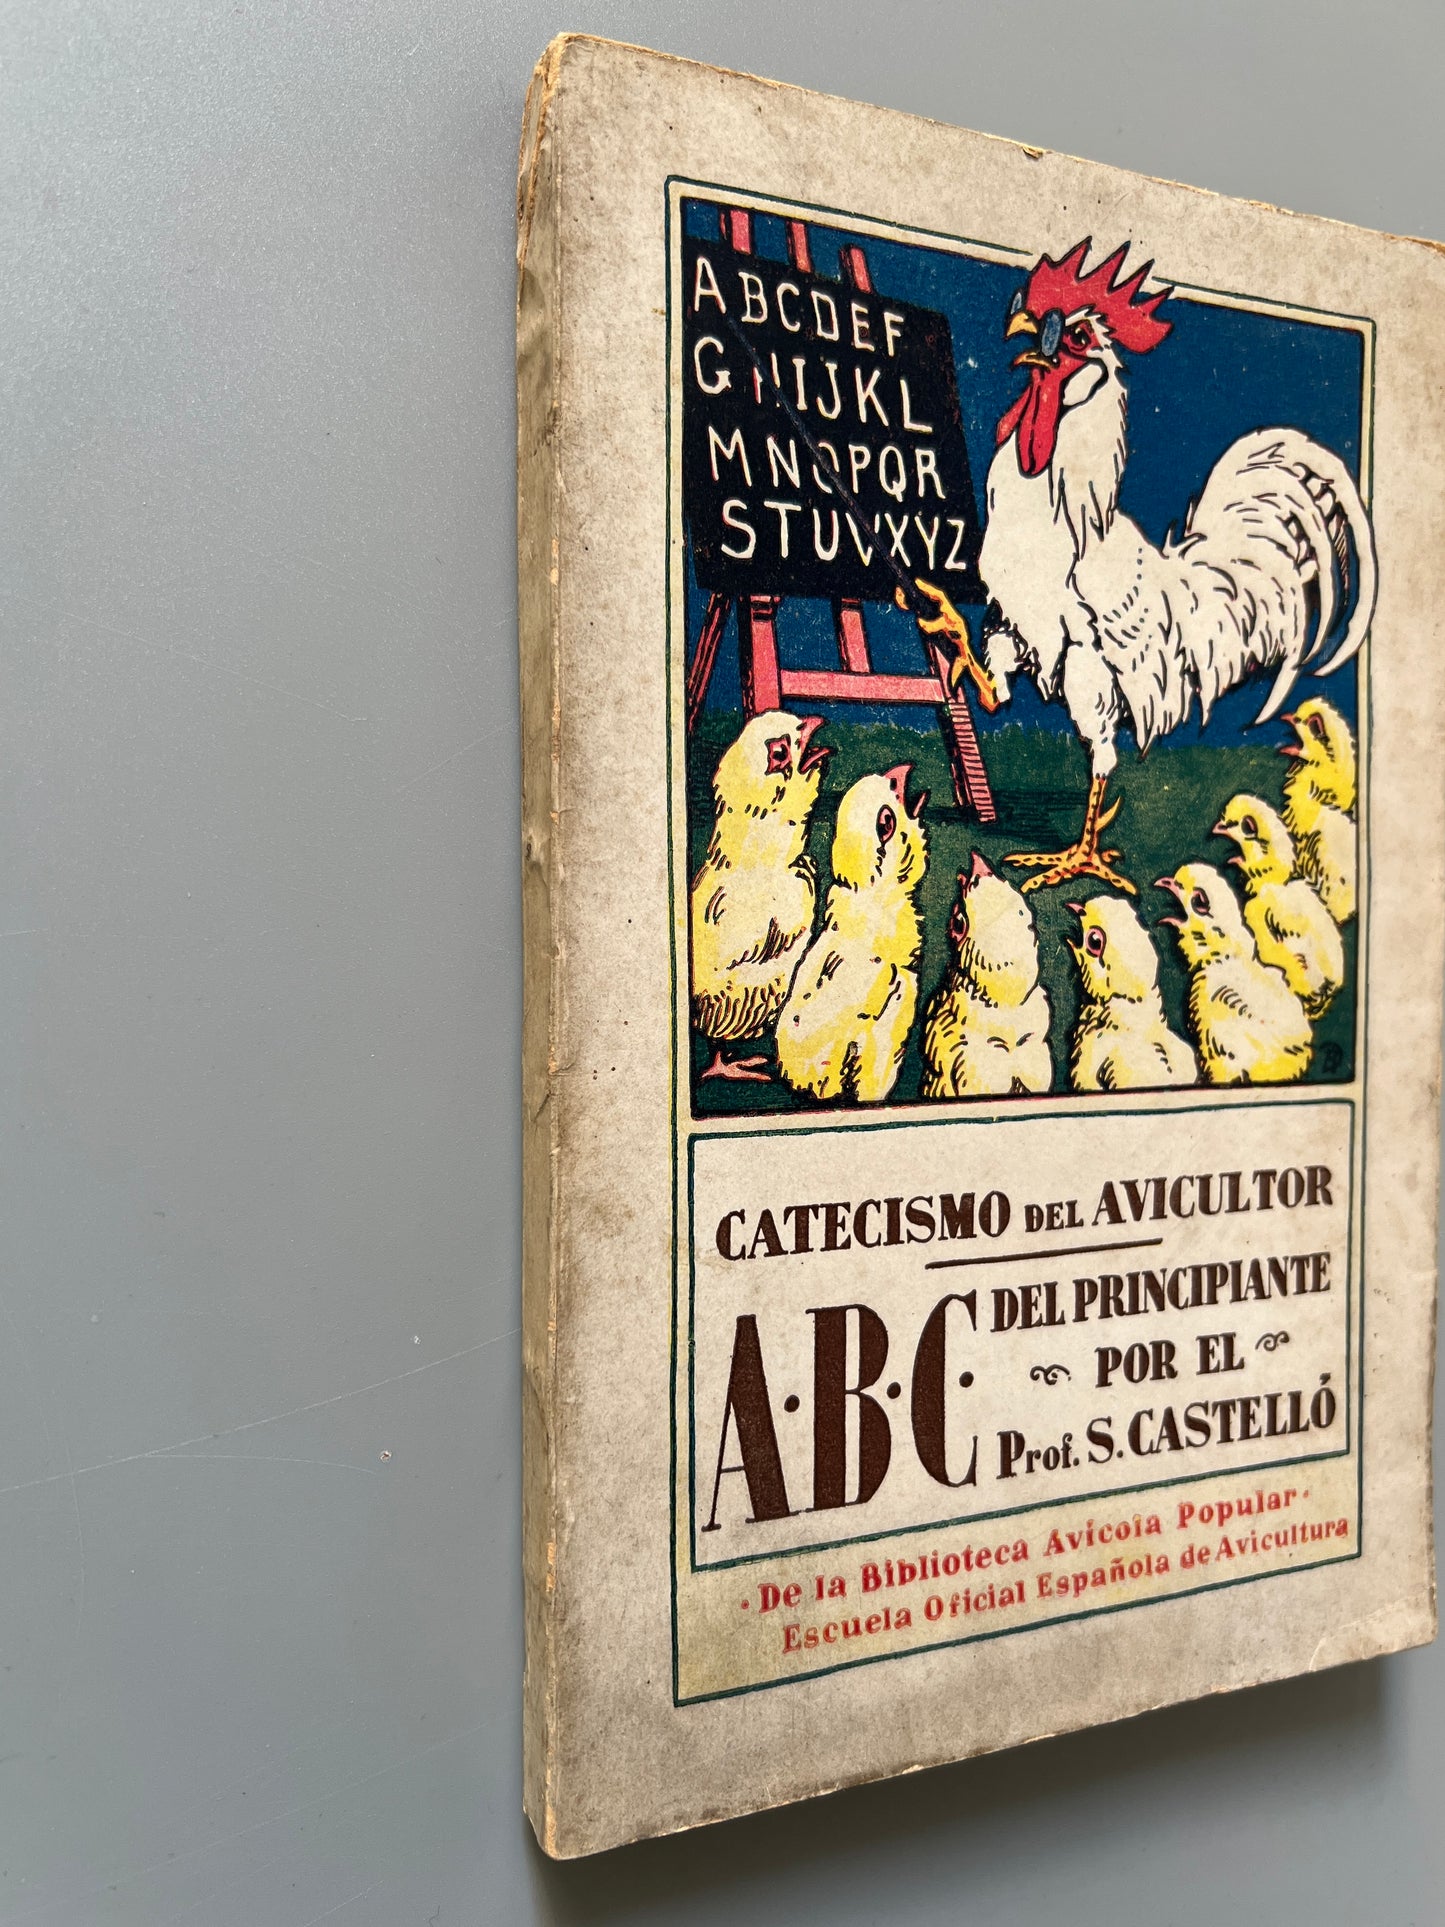 ABCDEF
GHIJKL
MNOPQR
STUVXYZ
CATECISMO DEL AVICULTOR
A·B·C· DEL PRINCIPIANTE
POR EL
Prof. S. CASTELLÓ
· De la Biblioteca Avicola Popular ·
Escuela Oficial Española de Avicultura